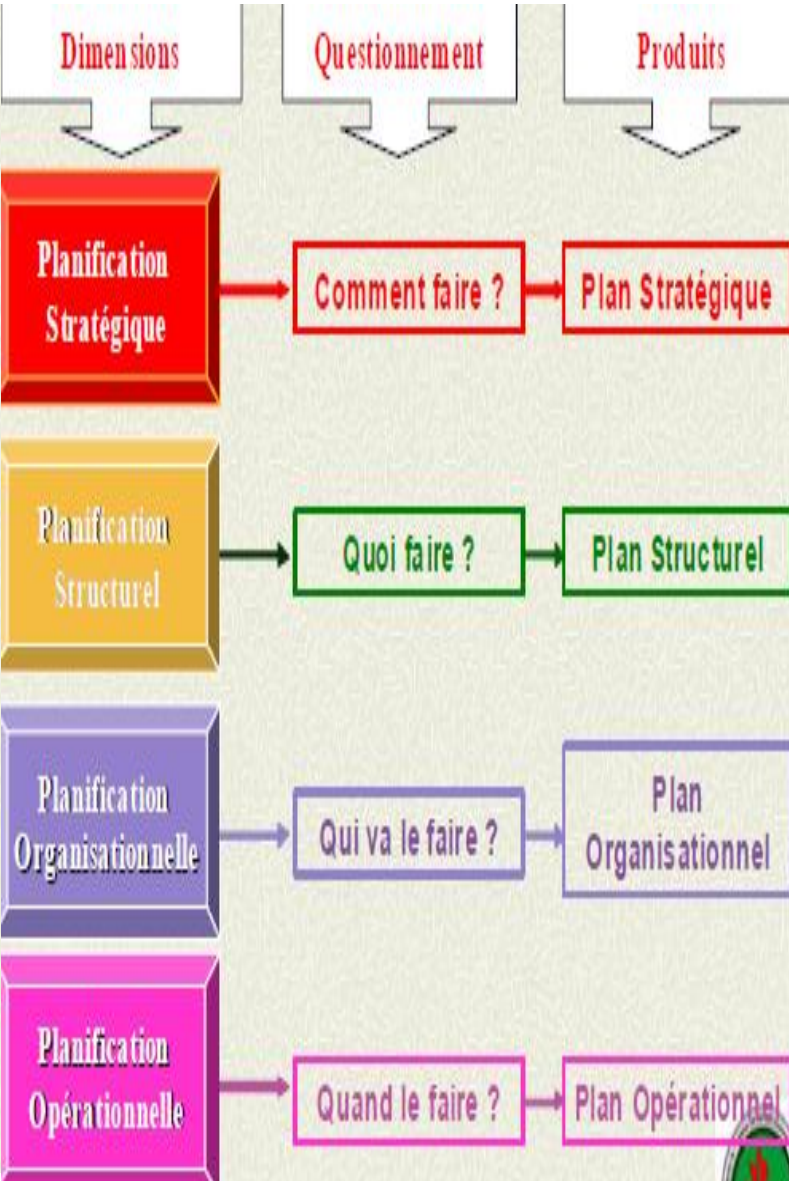 Dimensions
Questionnement
Produits
Planification
Stratégique
Comment faire ?
Plan Stratégique
Planification
Structurel
Quoi faire ?
Plan Structurel
Planification
Organisationnelle
Qui va le faire ?
Plan
Organisationnel
Planification
Opérationnelle
Quand le faire ?
Plan Opérationnel